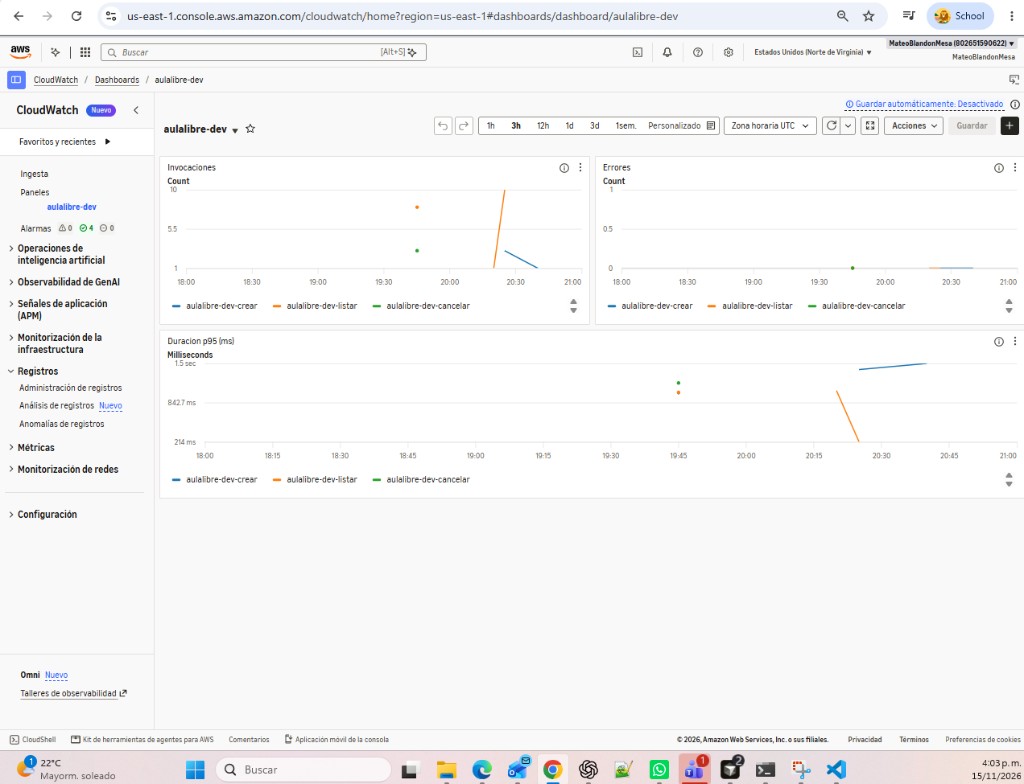 us-east-1.console.aws.amazon.com/cloudwatch/home?region=us-east-1#dashboards/dashboard/aulalibre-dev
School
aws
Buscar
[Alt+S]
Estados Unidos (Norte de Virginia)
MateoBlandonMesa (802651590622)
MateoBlandonMesa
CloudWatch / Dashboards / aulalibre-dev
CloudWatch Nuevo
Favoritos y recientes
Ingesta
Paneles
aulalibre-dev
Alarmas 0 4 0
Operaciones de
inteligencia artificial
Observabilidad de GenAI
Señales de aplicación
(APM)
Monitorización de la
infraestructura
Registros
Administración de registros
Análisis de registros Nuevo
Anomalías de registros
Métricas
Monitorización de redes
Configuración
Omni Nuevo
Talleres de observabilidad
Guardar automáticamente: Desactivado
aulalibre-dev
1h 3h 12h 1d 3d 1sem. Personalizado
Zona horaria UTC
Acciones
Guardar
Invocaciones
Count
10
5.5
1
18:00 18:30 19:00 19:30 20:00 20:30 21:00
aulalibre-dev-crear aulalibre-dev-listar aulalibre-dev-cancelar
Errores
Count
1
0.5
0
18:00 18:30 19:00 19:30 20:00 20:30 21:00
aulalibre-dev-crear aulalibre-dev-listar aulalibre-dev-cancelar
Duracion p95 (ms)
Milliseconds
1.5 sec
842.7 ms
214 ms
18:00 18:15 18:30 18:45 19:00 19:15 19:30 19:45 20:00 20:15 20:30 20:45 21:00
aulalibre-dev-crear aulalibre-dev-listar aulalibre-dev-cancelar
CloudShell
Kit de herramientas de agentes para AWS
Comentarios
Aplicación móvil de la consola
© 2026, Amazon Web Services, Inc. o sus filiales.
Privacidad
Términos
Preferencias de cookies
1
22°C
Mayorm. soleado
Buscar
1
2
4:03 p. m.
15/11/2026